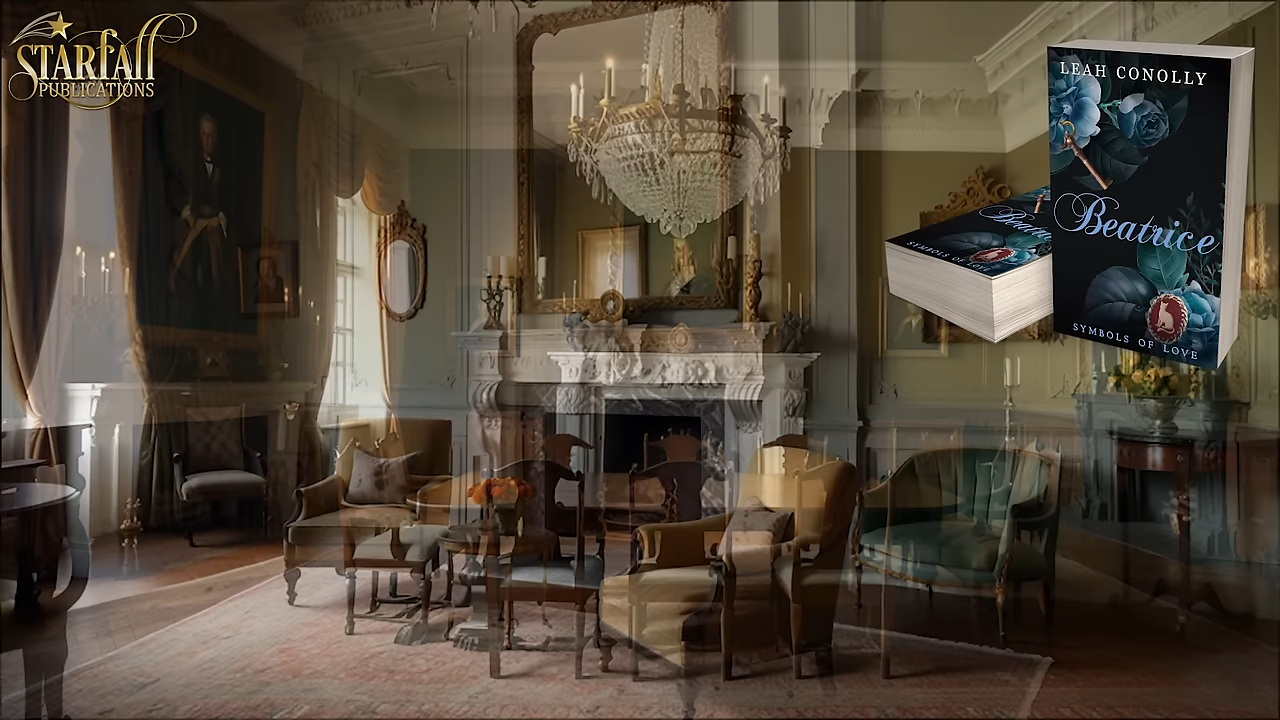 STARfall
PUBLICATIONS
LEAH CONOLLY
Beatrice
SYMBOLS OF LOVE
Beatrice
SYMBOLS OF LOVE